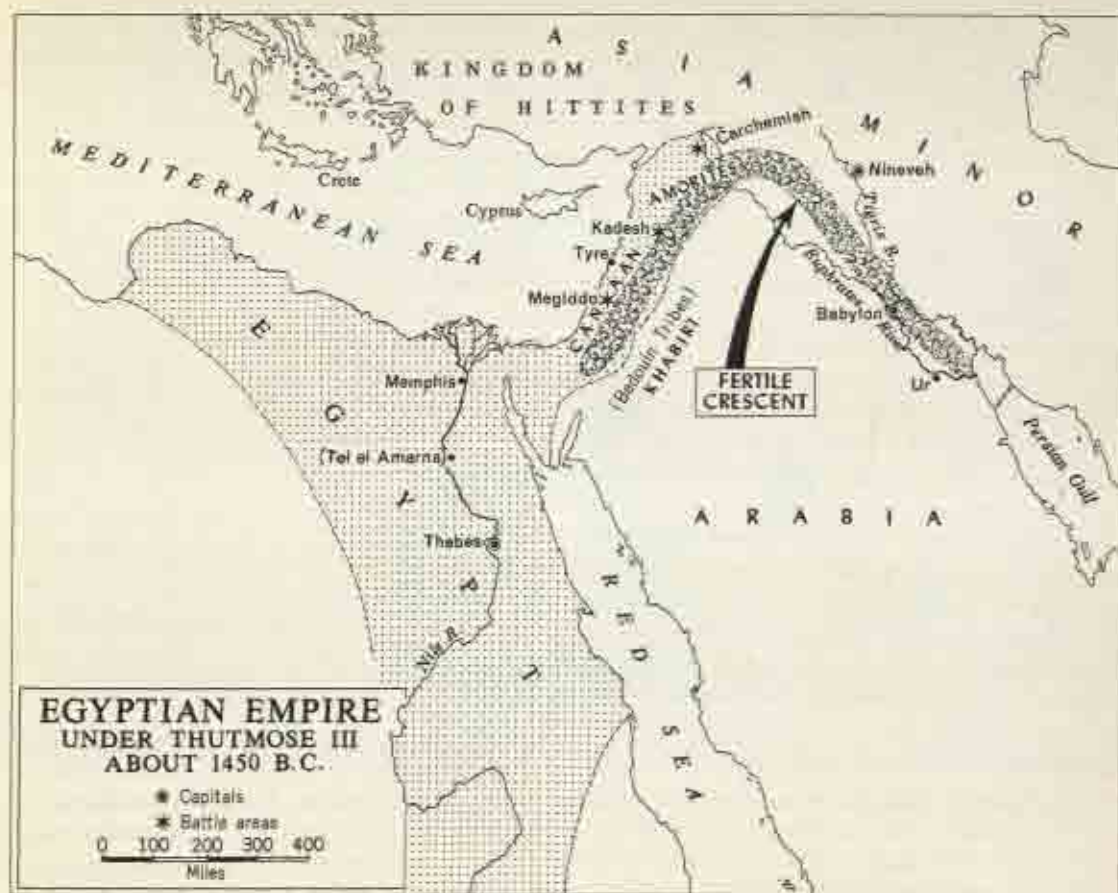 ASIA MINOR
KINGDOM
OF HITTITES
Carchemish
MEDITERRANEAN SEA
Crete
Cyprus
AMORITES
Nineveh
Tigris R.
Kadesh
Tyre
CANAAN
Megiddo
Euphrates River
Babylon
(Bedouin Tribes)
KHABIRI
FERTILE
CRESCENT
Ur
Persian Gulf
EGYPT
Memphis
(Tel el Amarna)
ARABIA
Thebes
Nile R.
RED SEA
EGYPTIAN EMPIRE
UNDER THUTMOSE III
ABOUT 1450 B.C.
Capitals
Battle areas
0 100 200 300 400
Miles